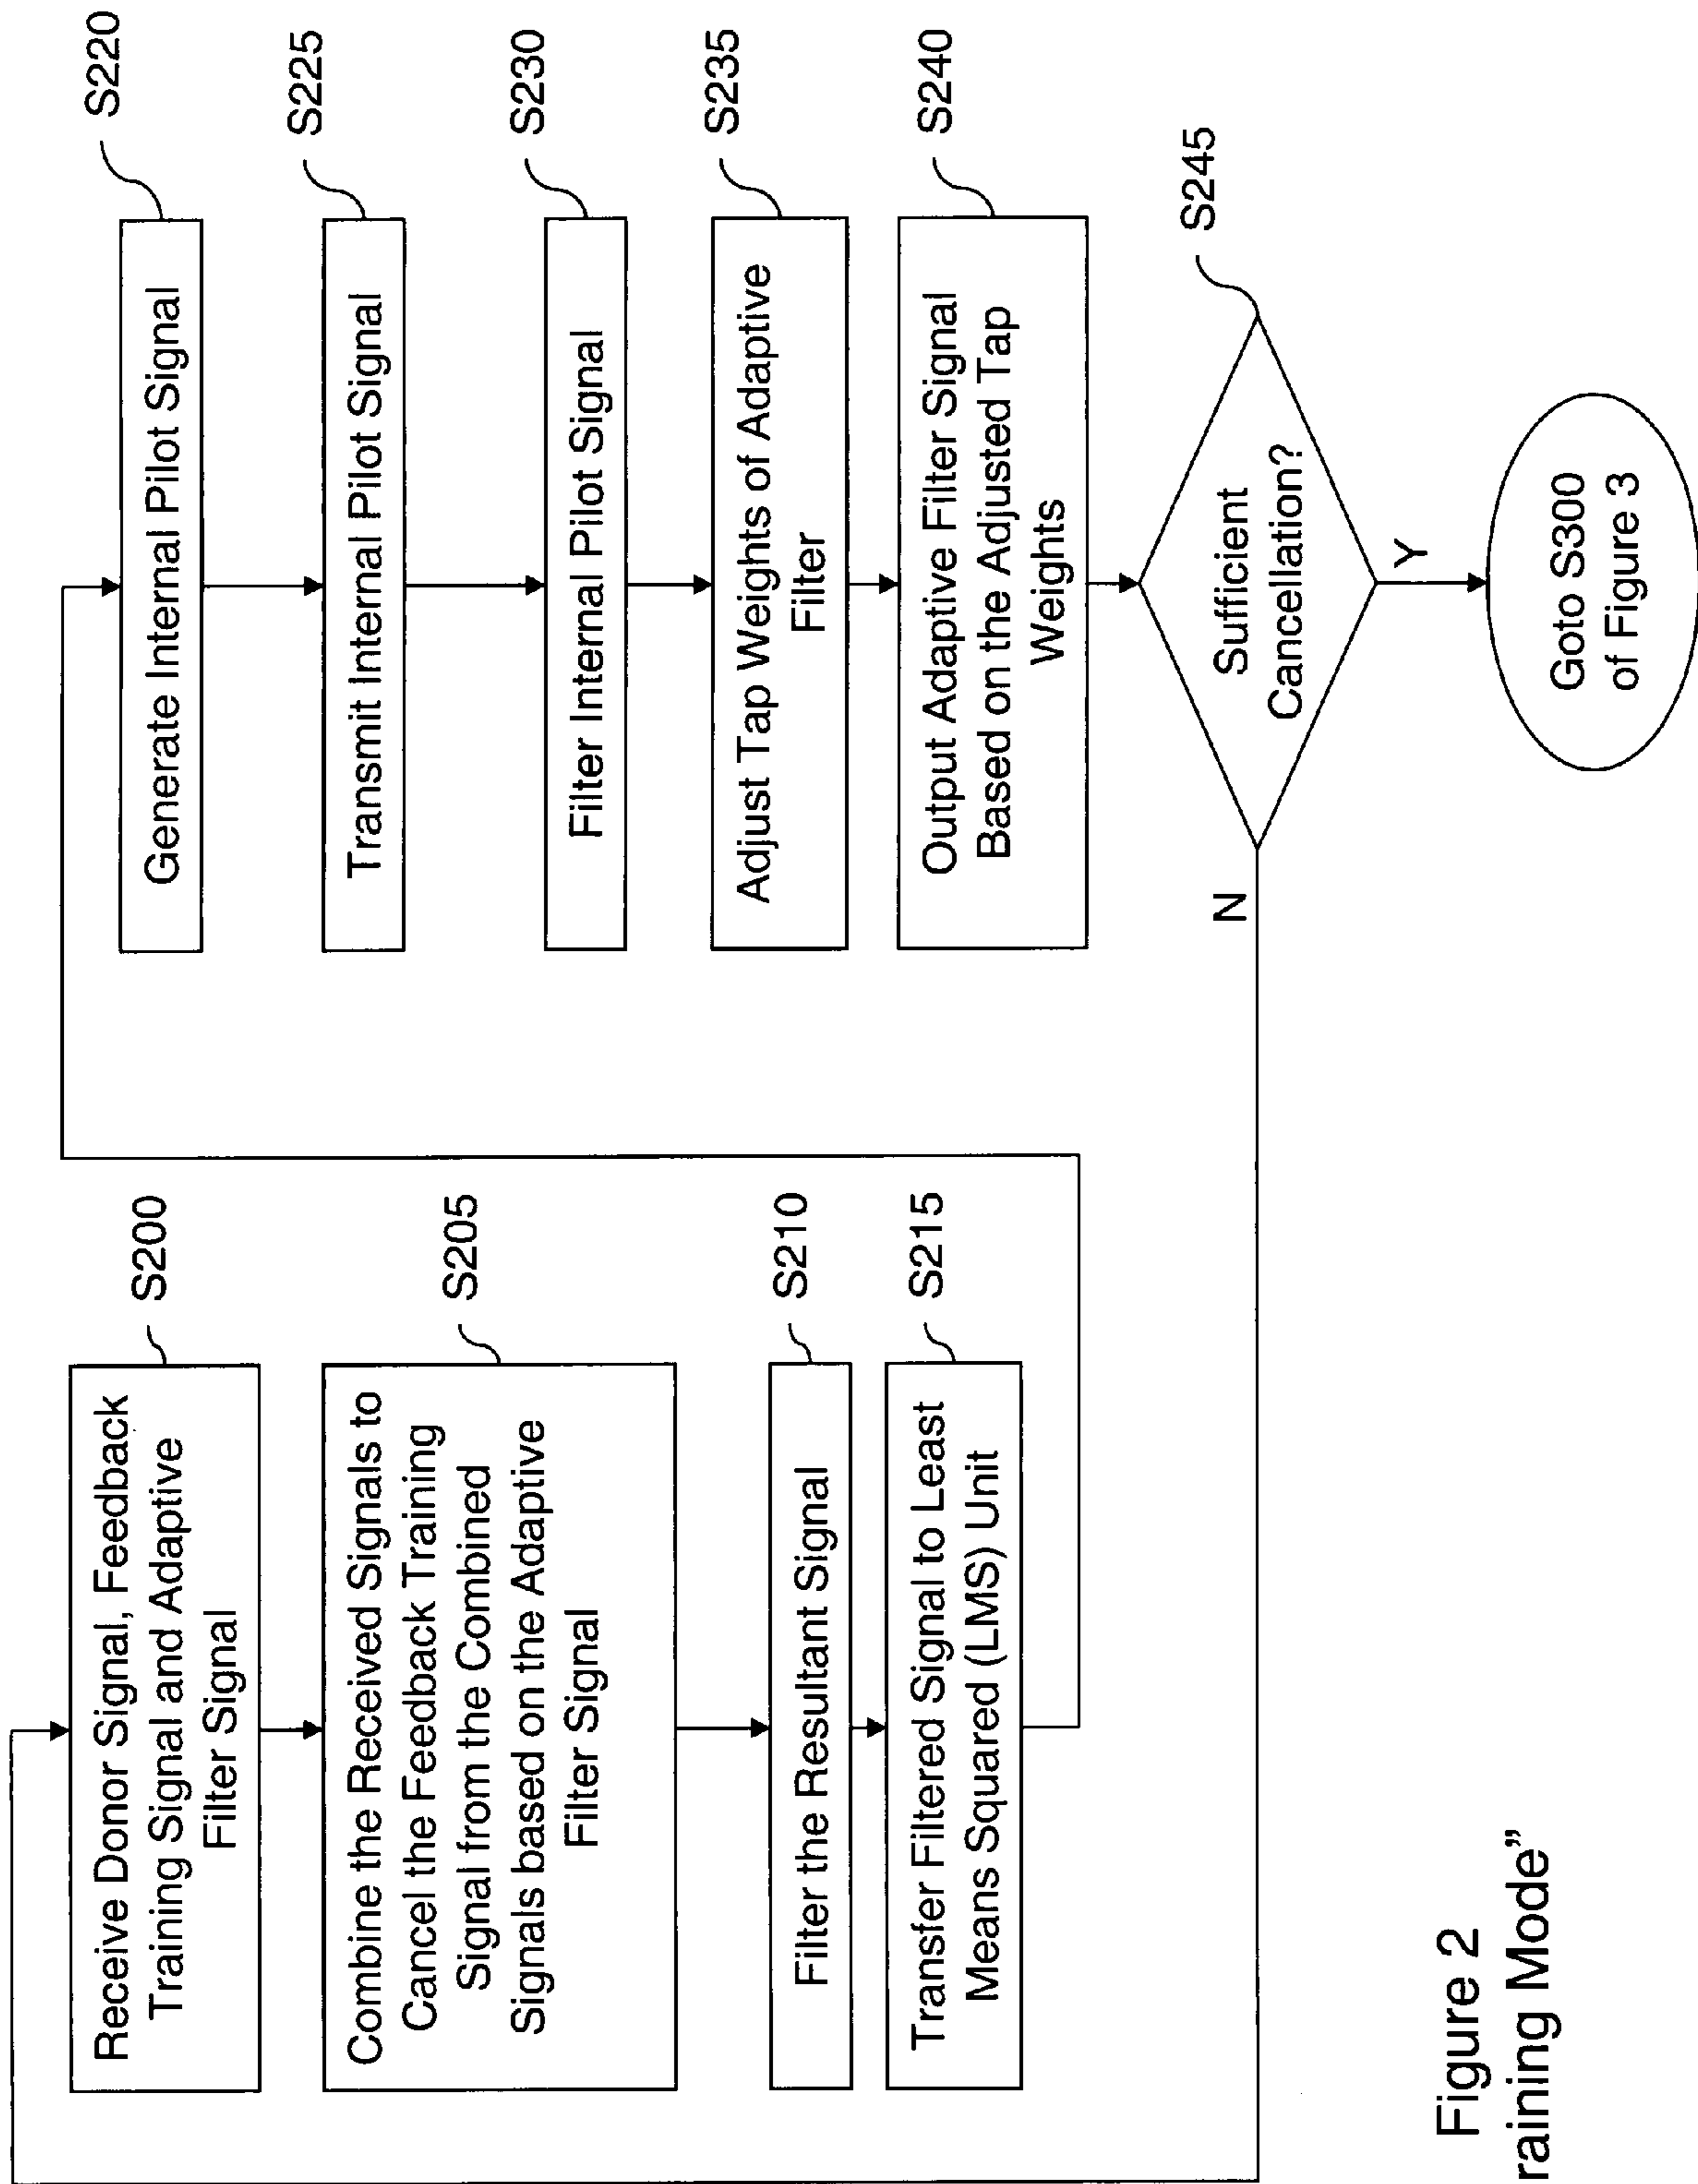 S200
Receive Donor Signal, Feedback
Training Signal and Adaptive
Filter Signal
S205
Combine the Received Signals to
Cancel the Feedback Training
Signal from the Combined
Signals based on the Adaptive
Filter Signal
S210
Filter the Resultant Signal
S215
Transfer Filtered Signal to Least
Means Squared (LMS) Unit
S220
Generate Internal Pilot Signal
S225
Transmit Internal Pilot Signal
S230
Filter Internal Pilot Signal
S235
Adjust Tap Weights of Adaptive
Filter
S240
Output Adaptive Filter Signal
Based on the Adjusted Tap
Weights
S245
Sufficient
Cancellation?
N
Y
Goto S300
of Figure 3
Figure 2
raining Mode”